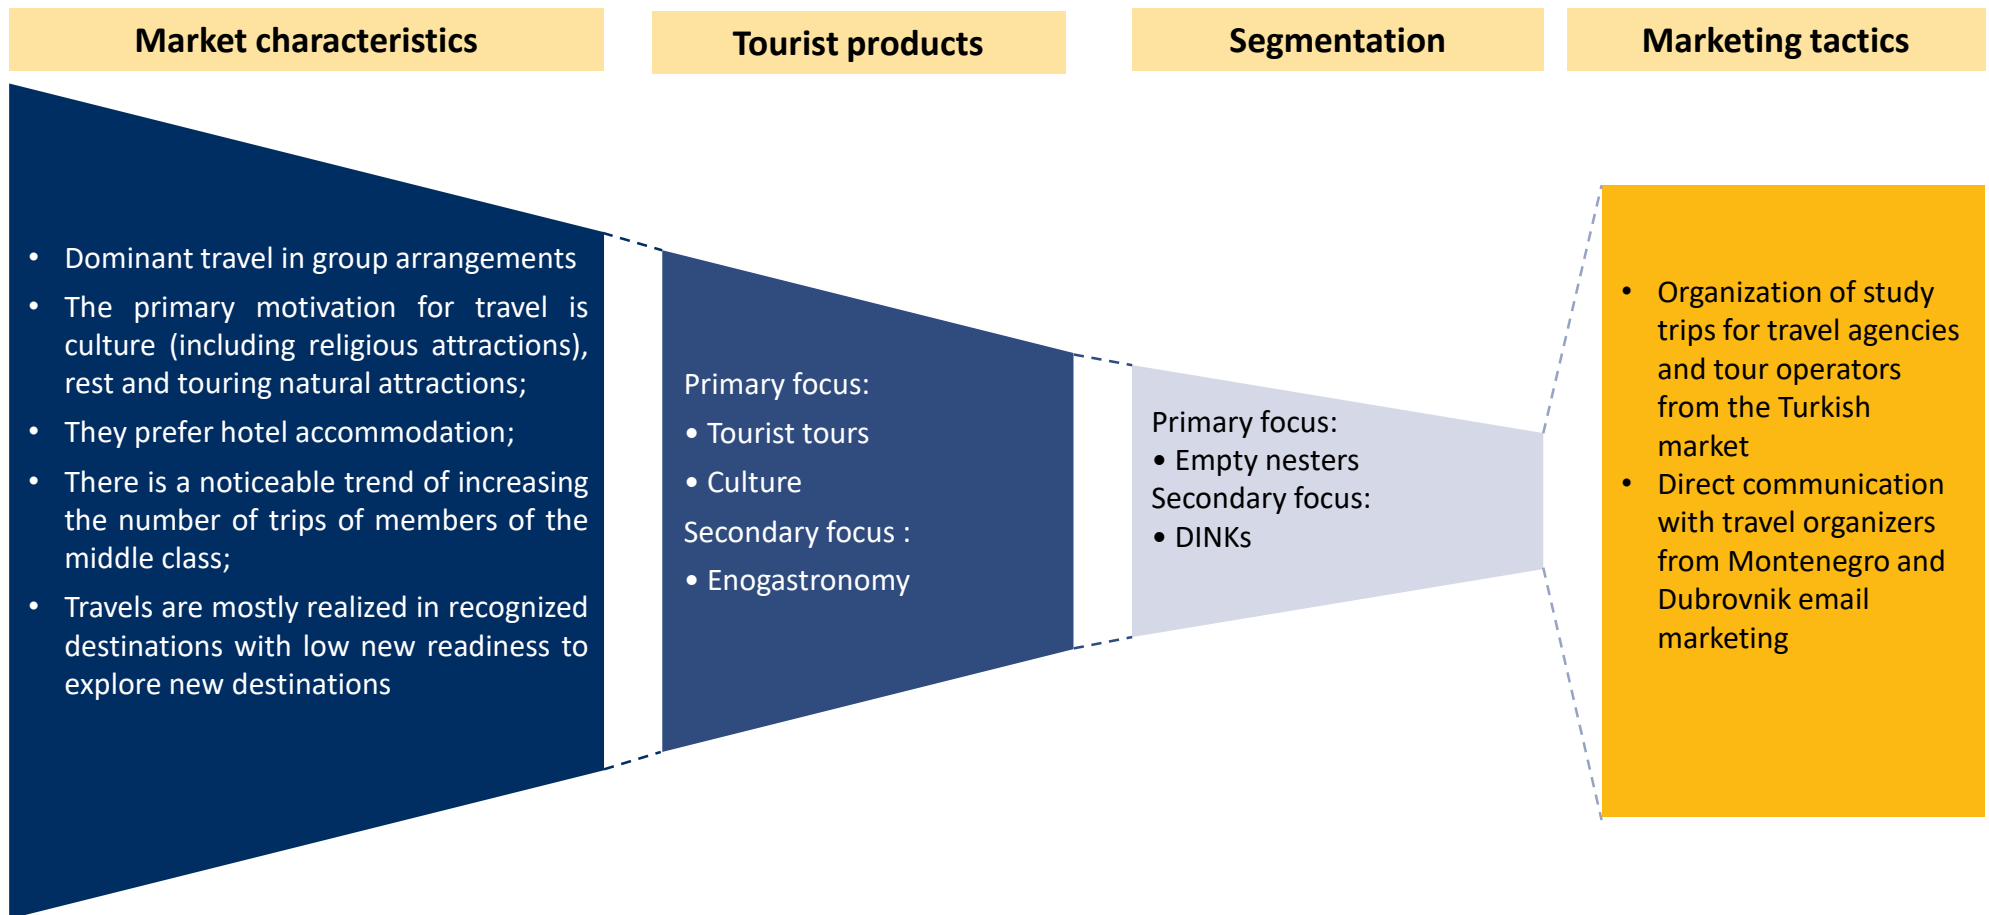 Market characteristics
• Dominant travel in group arrangements
• The primary motivation for travel is
culture (including religious attractions),
rest and touring natural attractions;
• They prefer hotel accommodation;
• There is a noticeable trend of increasing
the number of trips of members of the
middle class;
• Travels are mostly realized in recognized
destinations with low new readiness to
explore new destinations
Tourist products
Primary focus:
• Tourist tours
• Culture
Secondary focus :
• Enogastronomy
Segmentation
Primary focus:
• Empty nesters
Secondary focus:
• DINKs
Marketing tactics
• Organization of study
trips for travel agencies
and tour operators
from the Turkish
market
• Direct communication
with travel organizers
from Montenegro and
Dubrovnik email
marketing